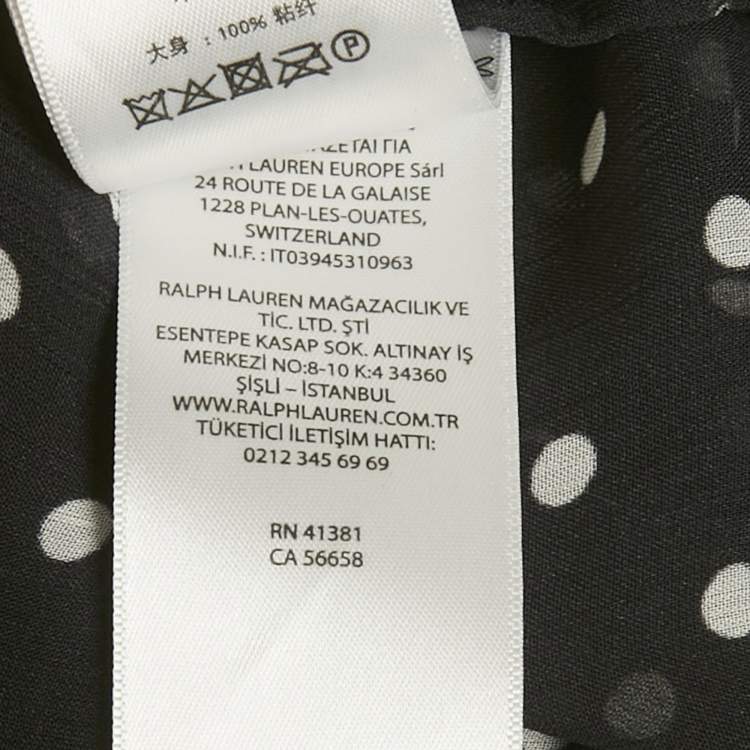 大身 : 100% 粘纤
P
LAUREN EUROPE Sárl
24 ROUTE DE LA GALAISE
1228 PLAN-LES-OUATES,
SWITZERLAND
N.I.F. : IT03945310963
RALPH LAUREN MAĞAZACILIK VE
TİC. LTD. ŞTİ
ESENTEPE KASAP SOK. ALTINAY İŞ
MERKEZİ NO:8-10 K:4 34360
ŞİŞLİ – İSTANBUL
WWW.RALPHLAUREN.COM.TR
TÜKETİCİ İLETİŞİM HATTI:
0212 345 69 69
RN 41381
CA 56658